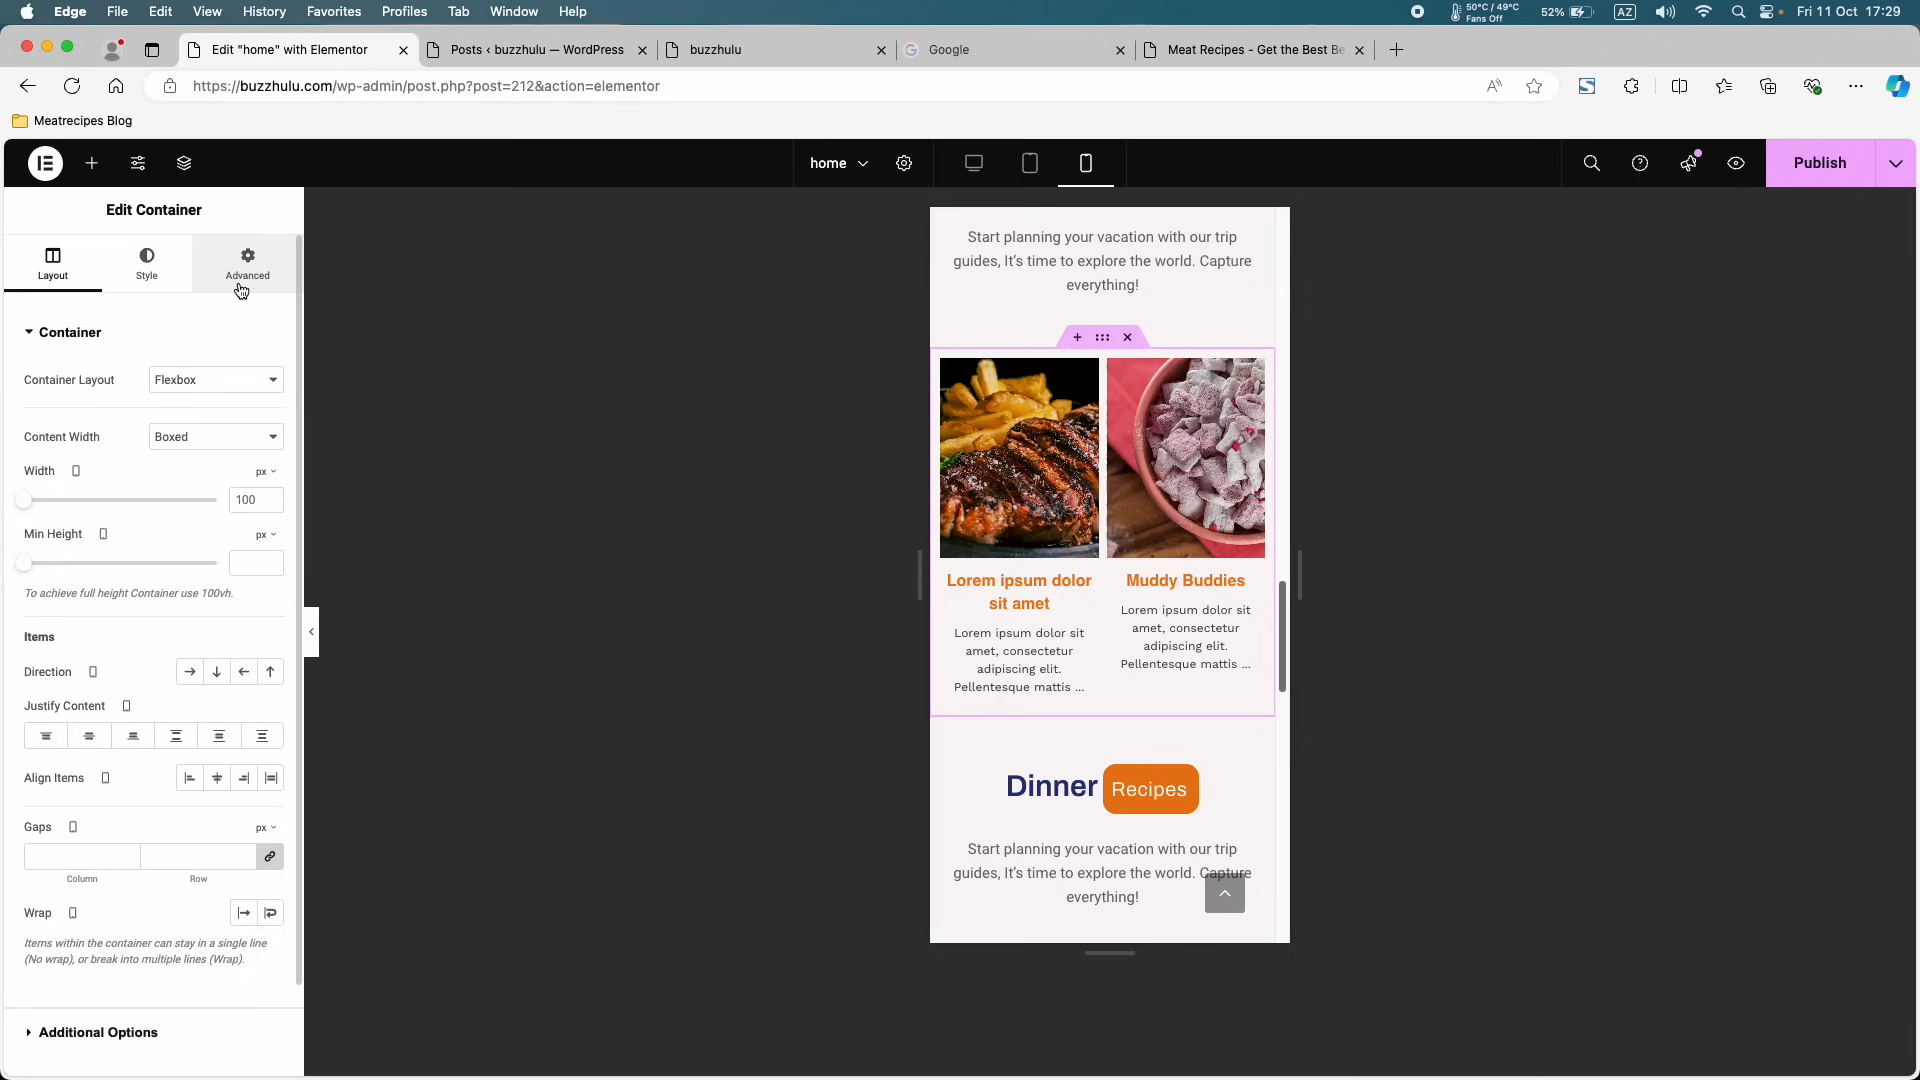 Edge File Edit View History Favorites Profiles Tab Window Help
50°C / 49°C
Fans Off
52%
AZ
Fri 11 Oct 17:29
Edit "home" with Elementor
Posts ‹ buzzhulu — WordPress
buzzhulu
Google
Meat Recipes - Get the Best Be
https://buzzhulu.com/wp-admin/post.php?post=212&action=elementor
Meatrecipes Blog
home
Publish
Edit Container
Layout
Style
Advanced
Container
Container Layout
Flexbox
Content Width
Boxed
Width
px
100
Min Height
px
To achieve full height Container use 100vh.
Items
Direction
Justify Content
Align Items
Gaps
px
Column
Row
Wrap
Items within the container can stay in a single line
(No wrap), or break into multiple lines (Wrap).
Additional Options
Start planning your vacation with our trip
guides, It's time to explore the world. Capture
everything!
Lorem ipsum dolor
sit amet
Lorem ipsum dolor sit
amet, consectetur
adipiscing elit.
Pellentesque mattis ...
Muddy Buddies
Lorem ipsum dolor sit
amet, consectetur
adipiscing elit.
Pellentesque mattis ...
Dinner Recipes
Start planning your vacation with our trip
guides, It's time to explore the world. Capture
everything!